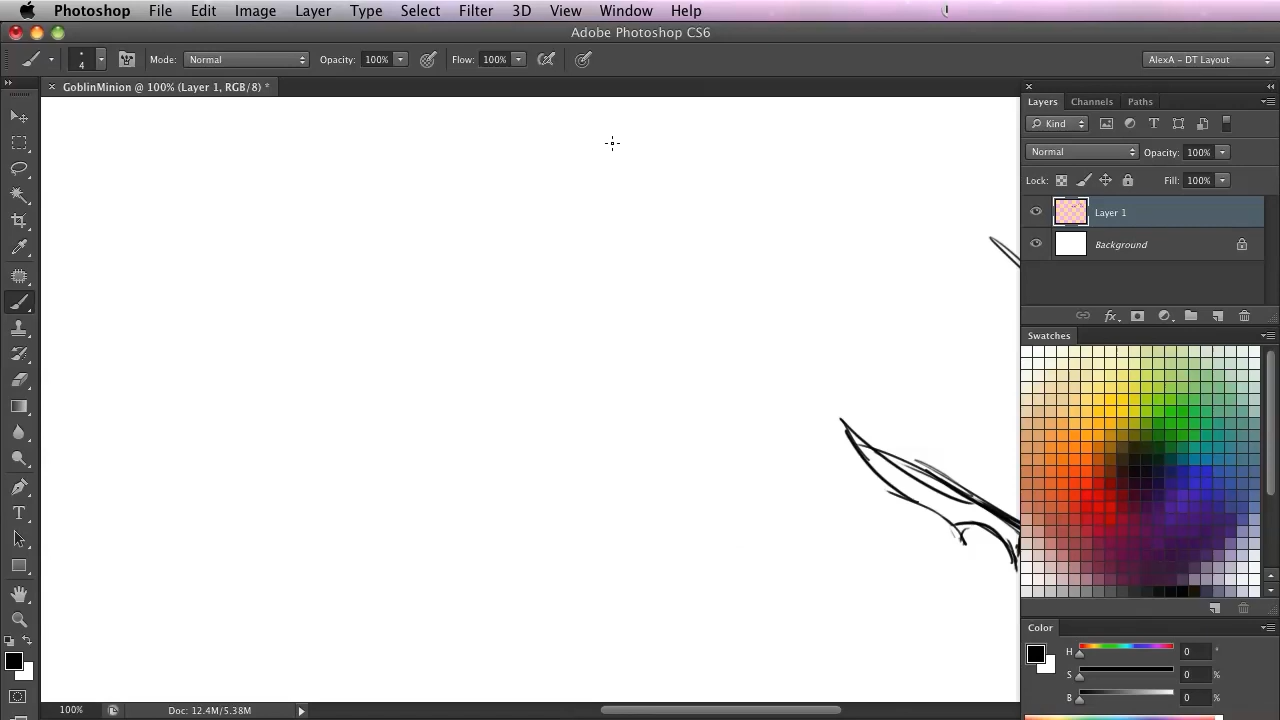 Photoshop File Edit Image Layer Type Select Filter 3D View Window Help
Adobe Photoshop CS6
4 Mode: Normal Opacity: 100% Flow: 100% AlexA - DT Layout
GoblinMinion @ 100% (Layer 1, RGB/8) *
Layers Channels Paths
Kind
Normal Opacity: 100%
Lock: Fill: 100%
Layer 1
Background
fx
Swatches
Color
H 0 °
S 0 %
B 0 %
100% Doc: 12.4M/5.38M